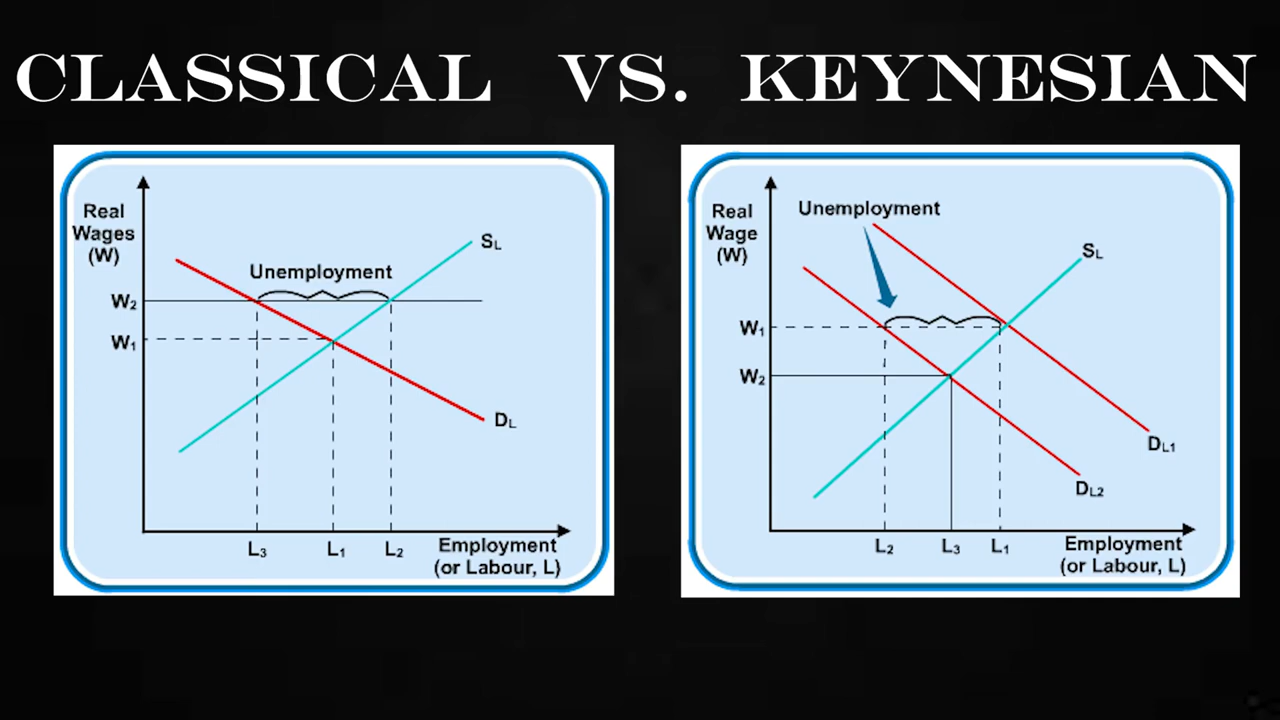 CLASSICAL VS. KEYNESIAN
Real
Wages
(W)
Unemployment
SL
W2
W1
DL
L3 L1 L2
Employment
(or Labour, L)
Real
Wage
(W)
Unemployment
SL
W1
W2
DL1
DL2
L2 L3 L1
Employment
(or Labour, L)